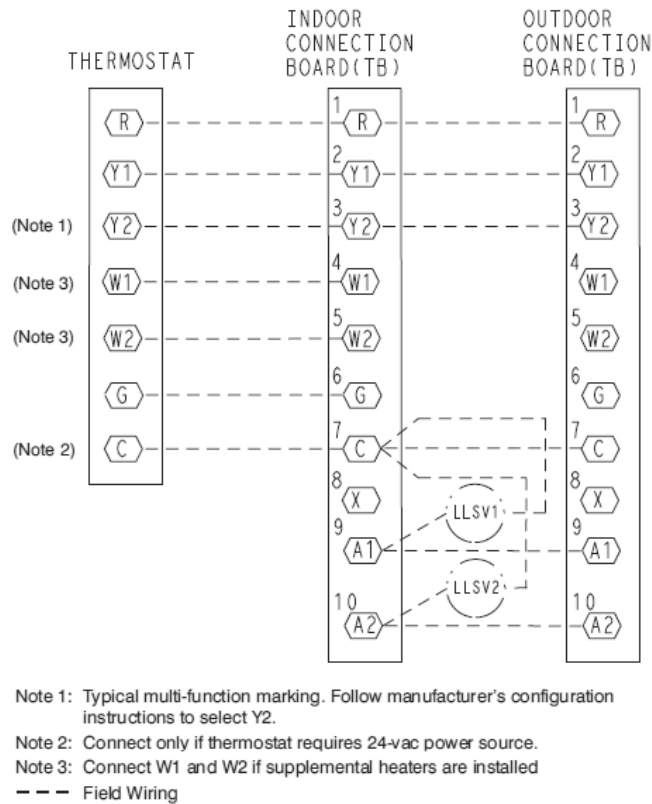 INDOOR
CONNECTION
BOARD(TB)
OUTDOOR
CONNECTION
BOARD(TB)
THERMOSTAT
R 1 R 1 R
Y1 2 Y1 2 Y1
(Note 1) Y2 3 Y2 3 Y2
(Note 3) W1 4 W1 4 W1
(Note 3) W2 5 W2 5 W2
G 6 G 6 G
(Note 2) C 7 C 7 C
8 X 8 X
LLSV1
9 A1 9 A1
LLSV2
10 A2 10 A2
Note 1: Typical multi-function marking. Follow manufacturer's configuration
instructions to select Y2.
Note 2: Connect only if thermostat requires 24-vac power source.
Note 3: Connect W1 and W2 if supplemental heaters are installed
Field Wiring